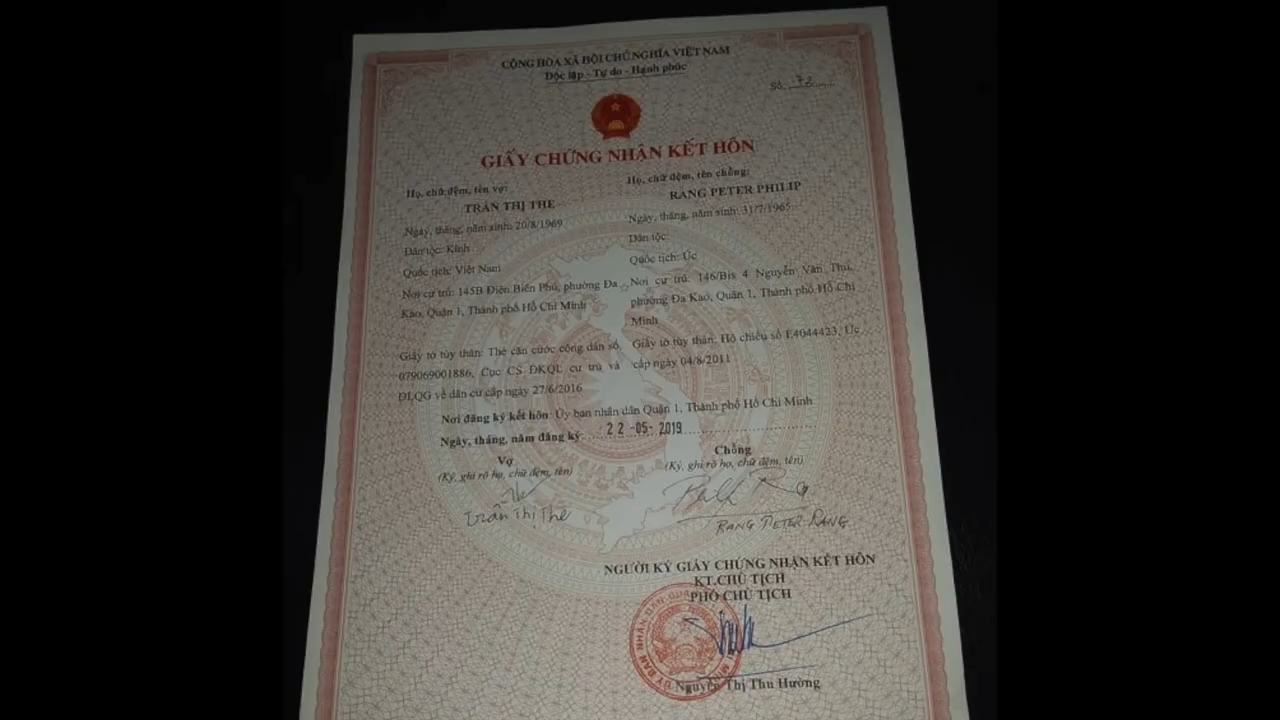 CỘNG HÒA XÃ HỘI CHỦ NGHĨA VIỆT NAM
Độc lập - Tự do - Hạnh phúc
Số: 72
GIẤY CHỨNG NHẬN KẾT HÔN
Họ, chữ đệm, tên vợ:
TRẦN THỊ THE
Ngày, tháng, năm sinh: 20/8/1969
Dân tộc: Kinh
Quốc tịch: Việt Nam
Nơi cư trú: 145B Điện Biên Phủ, phường Đa
Kao, Quận 1, Thành phố Hồ Chí Minh
Giấy tờ tùy thân: Thẻ căn cước công dân số
079069001886, Cục CS ĐKQL cư trú và
DLQG về dân cư cấp ngày 27/6/2016
Họ, chữ đệm, tên chồng:
RANG PETER PHILIP
Ngày, tháng, năm sinh: 31/7/1965
Dân tộc:
Quốc tịch: Úc
Nơi cư trú: 146/Bis 4 Nguyễn Văn Thủ,
phường Đa Kao, Quận 1, Thành phố Hồ Chí
Minh
Giấy tờ tùy thân: Hộ chiếu số E4044423, Úc
cấp ngày 04/8/2011
Nơi đăng ký kết hôn: Ủy ban nhân dân Quận 1, Thành phố Hồ Chí Minh
Ngày, tháng, năm đăng ký: 22-05-2019
Vợ
(Ký, ghi rõ họ, chữ đệm, tên)
Trần Thị Thê
Chồng
(Ký, ghi rõ họ, chữ đệm, tên)
RANG PETER RANG
NGƯỜI KÝ GIẤY CHỨNG NHẬN KẾT HÔN
KT.CHỦ TỊCH
PHÓ CHỦ TỊCH
ỦY BAN NHÂN DÂN
Nguyễn Thị Thu Hường